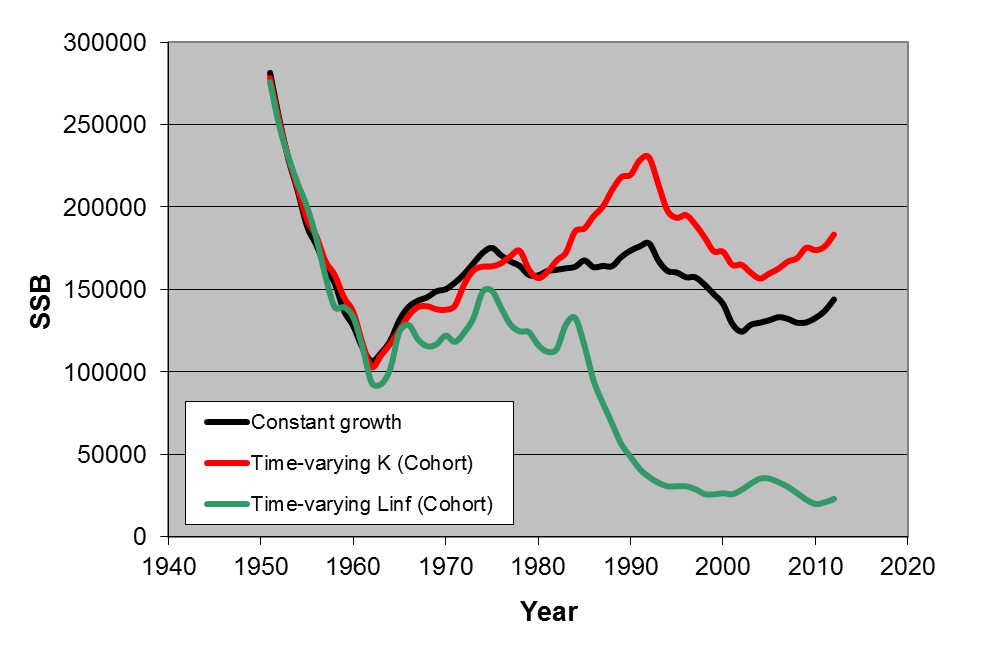 300000
250000
200000
150000
100000
50000
0
SSB
Constant growth
Time-varying K (Cohort)
Time-varying Linf (Cohort)
1940 1950 1960 1970 1980 1990 2000 2010 2020
Year